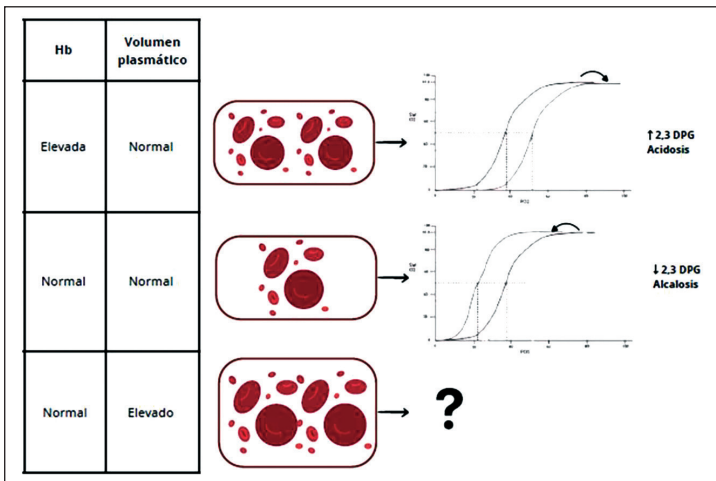 Hb
Volumen
plasmático
Elevada
Normal
↑2,3 DPG
Acidosis
Normal
Normal
↓ 2,3 DPG
Alcalosis
Normal
Elevado
?